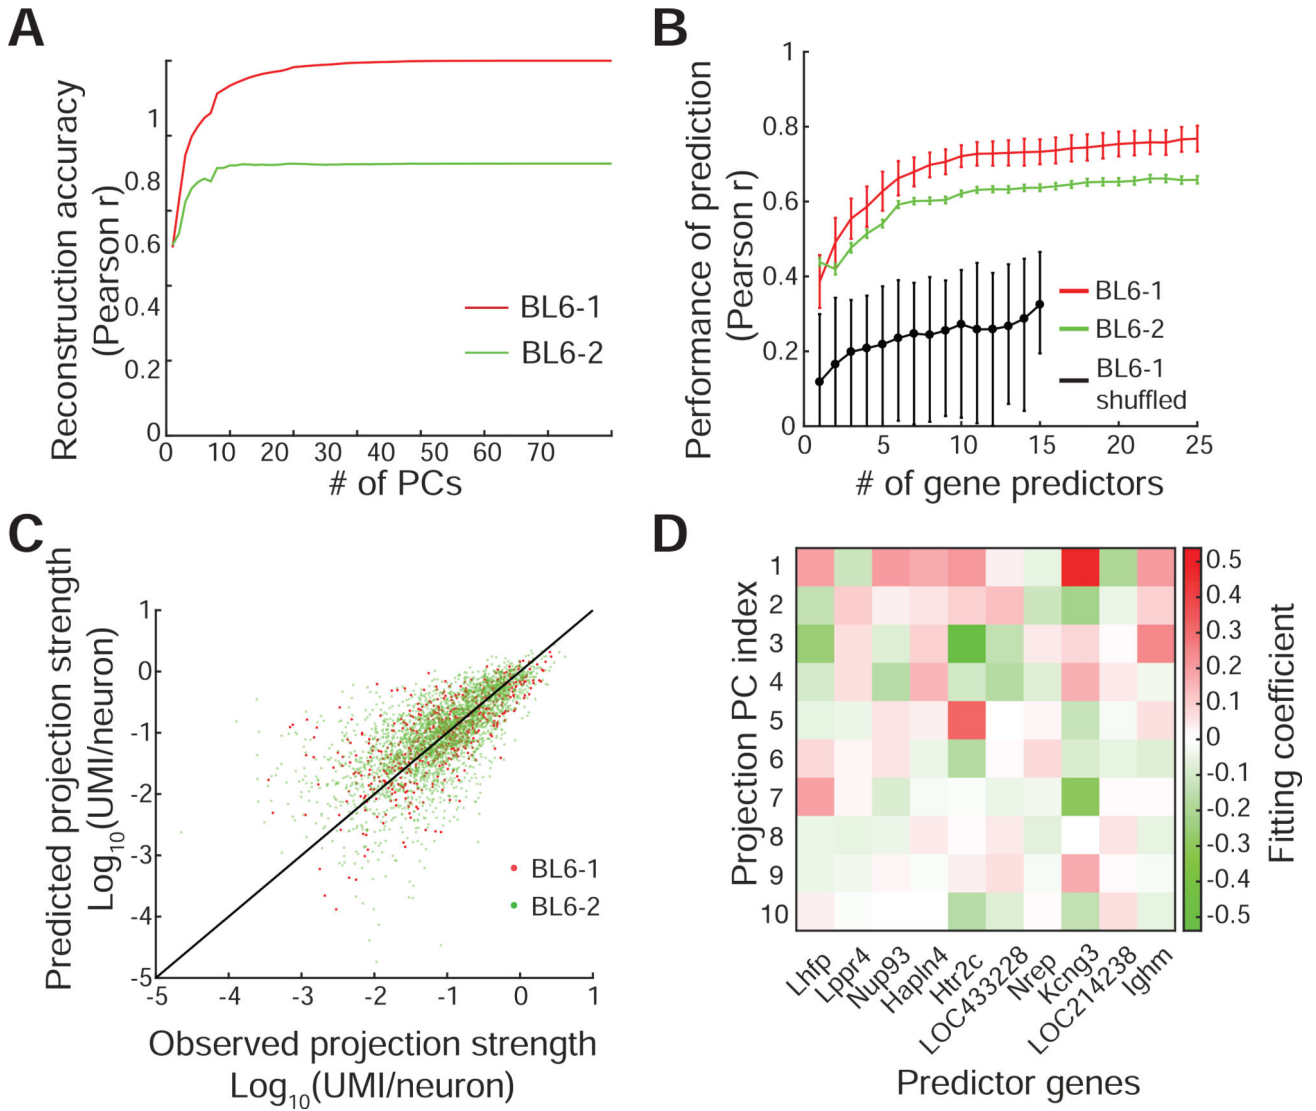 A
Reconstruction accuracy
(Pearson r)
1
0.8
0.6
0.4
0.2
0
0 10 20 30 40 50 60 70
# of PCs
BL6-1
BL6-2
B
Performance of prediction
(Pearson r)
1
0.8
0.6
0.4
0.2
0
0 5 10 15 20 25
# of gene predictors
BL6-1
BL6-2
BL6-1
shuffled
C
Predicted projection strength
Log10(UMI/neuron)
1
0
-1
-2
-3
-4
-5
-5 -4 -3 -2 -1 0 1
Observed projection strength
Log10(UMI/neuron)
BL6-1
BL6-2
D
Projection PC index
1
2
3
4
5
6
7
8
9
10
Lhfp
Lppr4
Nup93
Hapln4
Htr2c
LOC433228
Nrep
Kcng3
LOC214238
Ighm
Predictor genes
0.5
0.4
0.3
0.2
0.1
0
-0.1
-0.2
-0.3
-0.4
-0.5
Fitting coefficient